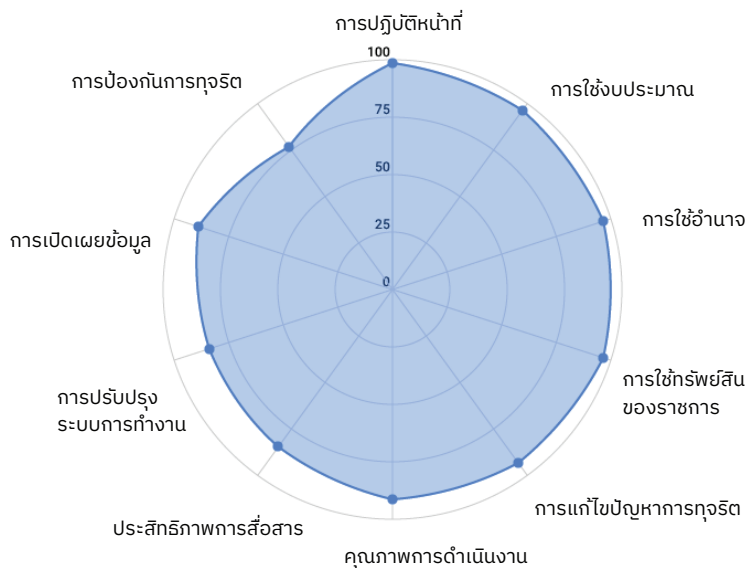 การปฏิบัติหน้าที่
100
การป้องกันการทุจริต
75
การใช้งบประมาณ
50
การใช้อำนาจ
25
การเปิดเผยข้อมูล
0
การใช้ทรัพย์สิน
ของราชการ
การปรับปรุง
ระบบการทำงาน
การแก้ไขปัญหาการทุจริต
ประสิทธิภาพการสื่อสาร
คุณภาพการดำเนินงาน